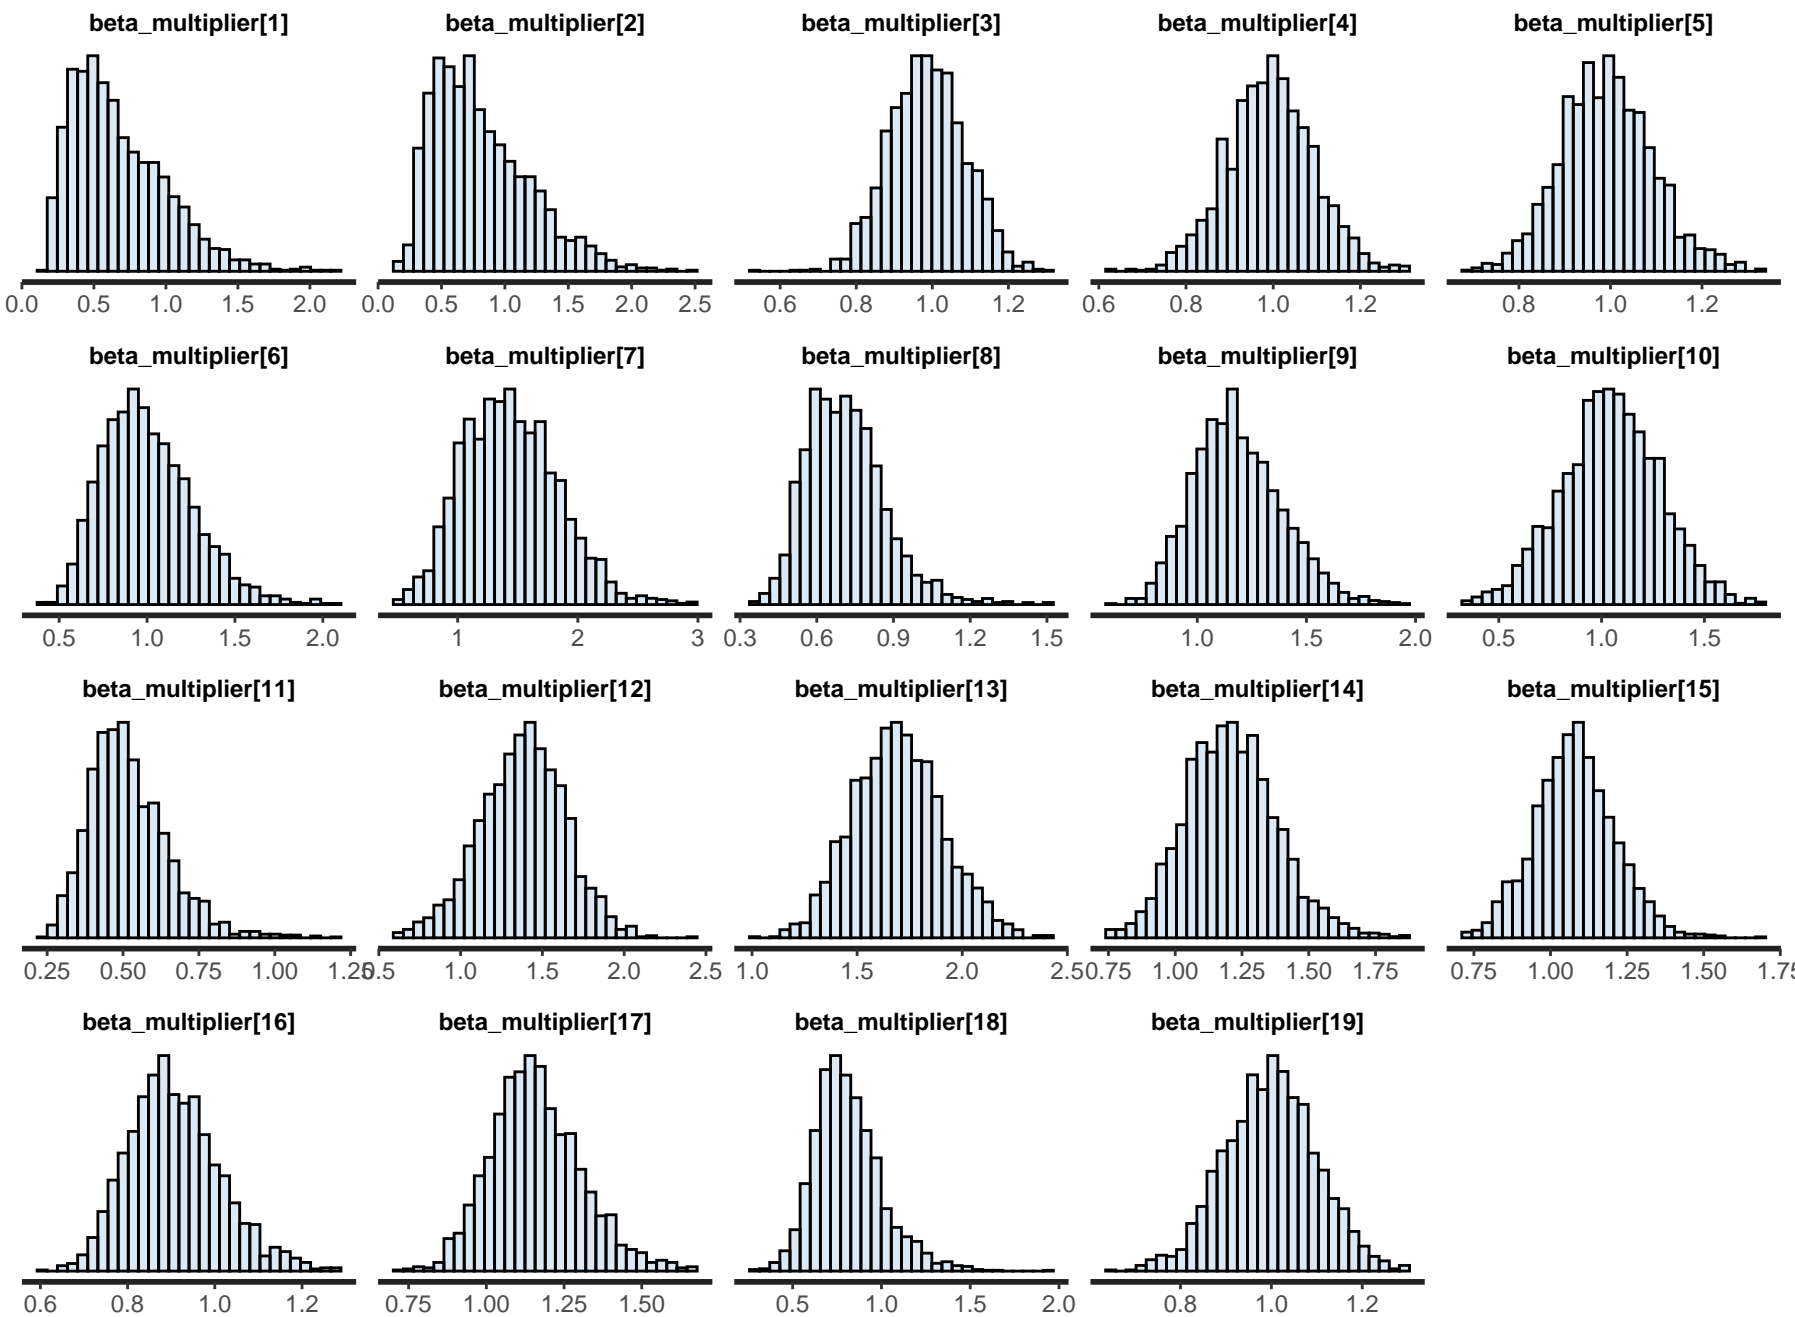 beta_multiplier[1] beta_multiplier[2] beta_multiplier[3] beta_multiplier[4] beta_multiplier[5]
0.0 0.5 1.0 1.5 2.0 0.0 0.5 1.0 1.5 2.0 2.5 0.6 0.8 1.0 1.2 0.6 0.8 1.0 1.2 0.8 1.0 1.2
beta_multiplier[6] beta_multiplier[7] beta_multiplier[8] beta_multiplier[9] beta_multiplier[10]
0.5 1.0 1.5 2.0 1 2 3 0.3 0.6 0.9 1.2 1.5 1.0 1.5 2.0 0.5 1.0 1.5
beta_multiplier[11] beta_multiplier[12] beta_multiplier[13] beta_multiplier[14] beta_multiplier[15]
0.25 0.50 0.75 1.00 1.25 0.5 1.0 1.5 2.0 2.5 1.0 1.5 2.0 2.5 0.75 1.00 1.25 1.50 1.75 0.75 1.00 1.25 1.50 1.75
beta_multiplier[16] beta_multiplier[17] beta_multiplier[18] beta_multiplier[19]
0.6 0.8 1.0 1.2 0.75 1.00 1.25 1.50 0.5 1.0 1.5 2.0 0.8 1.0 1.2